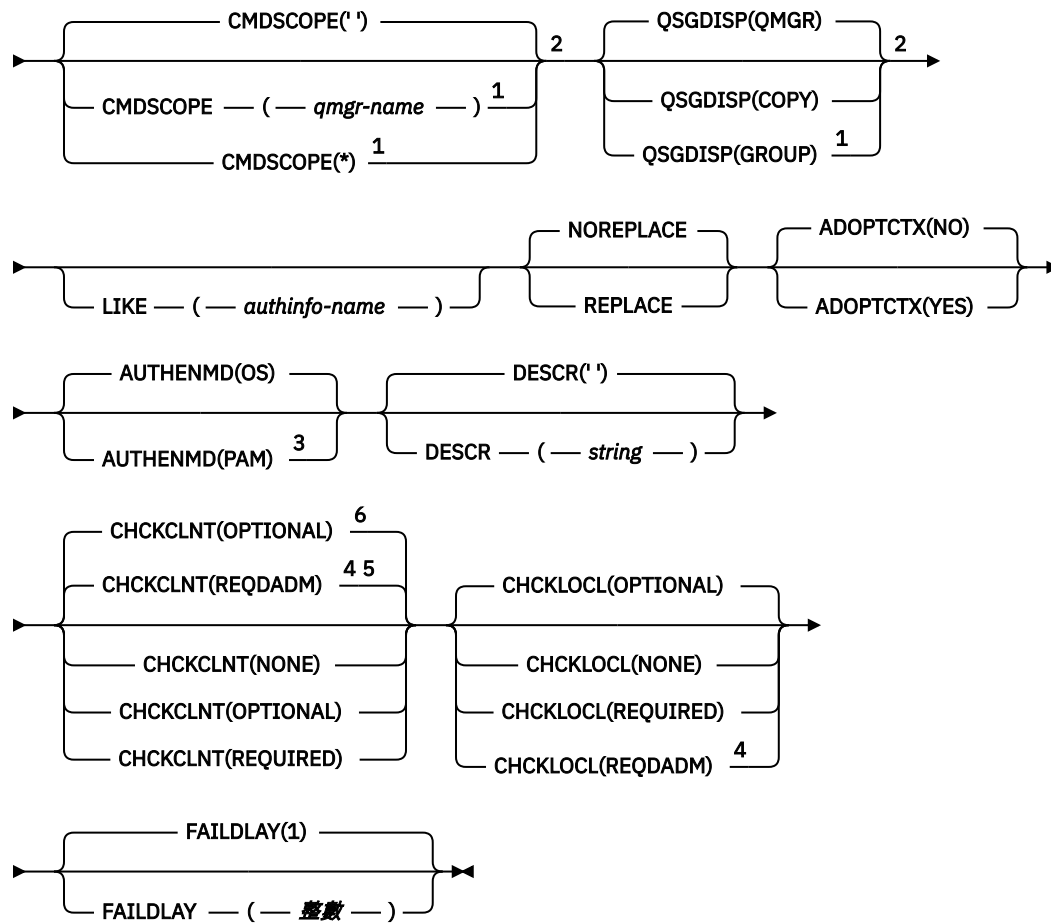 CMDSCOPE(' ') QSGDISP(QMGR)
2 2
CMDSCOPE ( qmgr-name ) 1 QSGDISP(COPY)
CMDSCOPE(*) 1 QSGDISP(GROUP) 1
NOREPLACE ADOPTCTX(NO)
LIKE ( authinfo-name ) REPLACE ADOPTCTX(YES)
AUTHENMD(OS) DESCR(' ')
AUTHENMD(PAM) 3 DESCR ( string )
CHCKCLNT(OPTIONAL) 6
CHCKCLNT(REQDADM) 4 5 CHCKLOCL(OPTIONAL)
CHCKCLNT(NONE) CHCKLOCL(NONE)
CHCKCLNT(OPTIONAL) CHCKLOCL(REQUIRED)
CHCKCLNT(REQUIRED) CHCKLOCL(REQDADM) 4
FAILDLAY(1)
FAILDLAY ( 整數 )